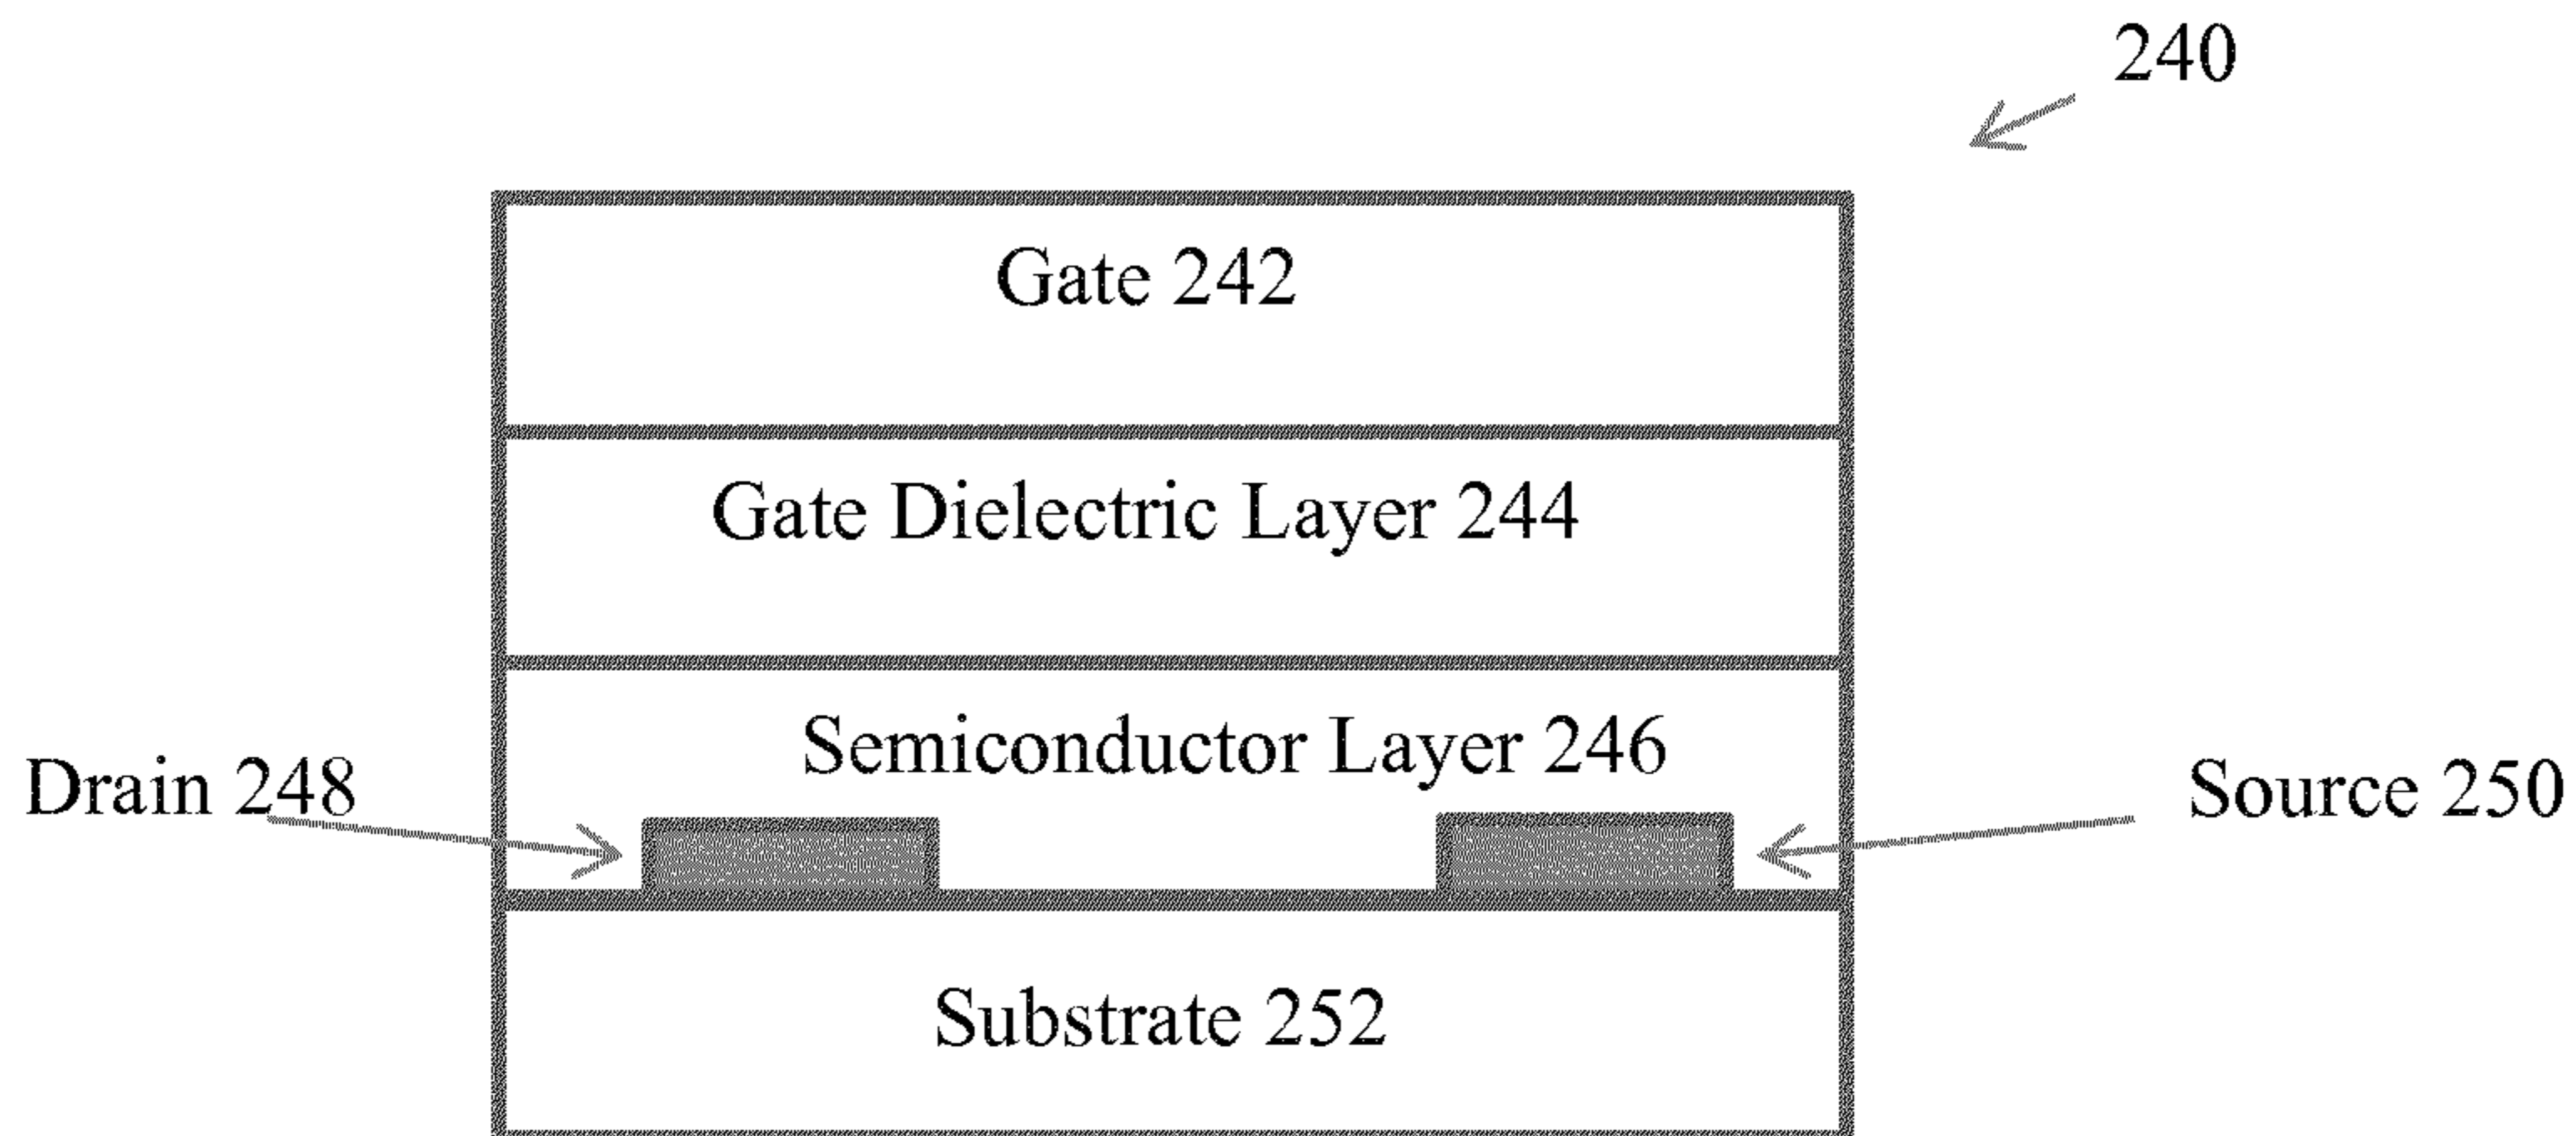 240
Gate 242
Gate Dielectric Layer 244
Semiconductor Layer 246
Drain 248
Source 250
Substrate 252